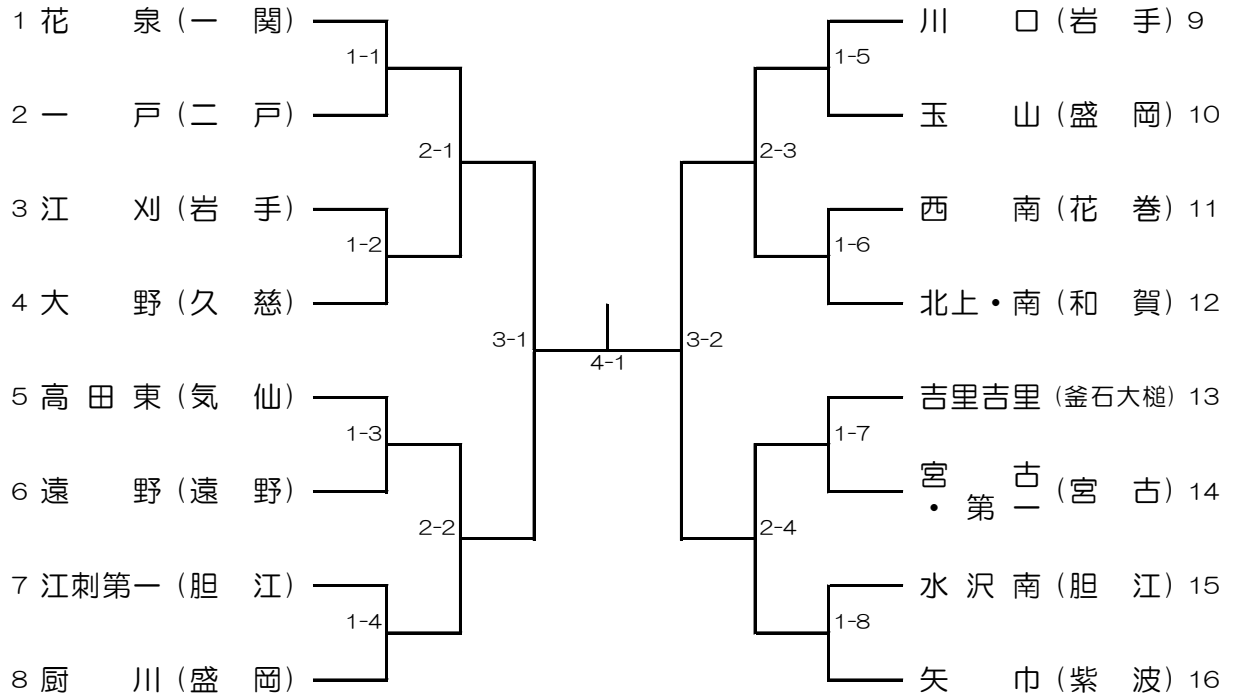 1 花泉(一関)
1-1
2 一戸(二戸)
2-1
3 江刈(岩手)
1-2
4 大野(久慈)
3-1
5 高田東(気仙)
1-3
6 遠野(遠野)
2-2
7 江刺第一(胆江)
1-4
8 厨川(盛岡)
4-1
川口(岩手) 9
1-5
玉山(盛岡) 10
2-3
西南(花巻) 11
1-6
北上・南(和賀) 12
3-2
吉里吉里(釜石大槌) 13
1-7
宮古・第一(宮古) 14
2-4
水沢南(胆江) 15
1-8
矢巾(紫波) 16